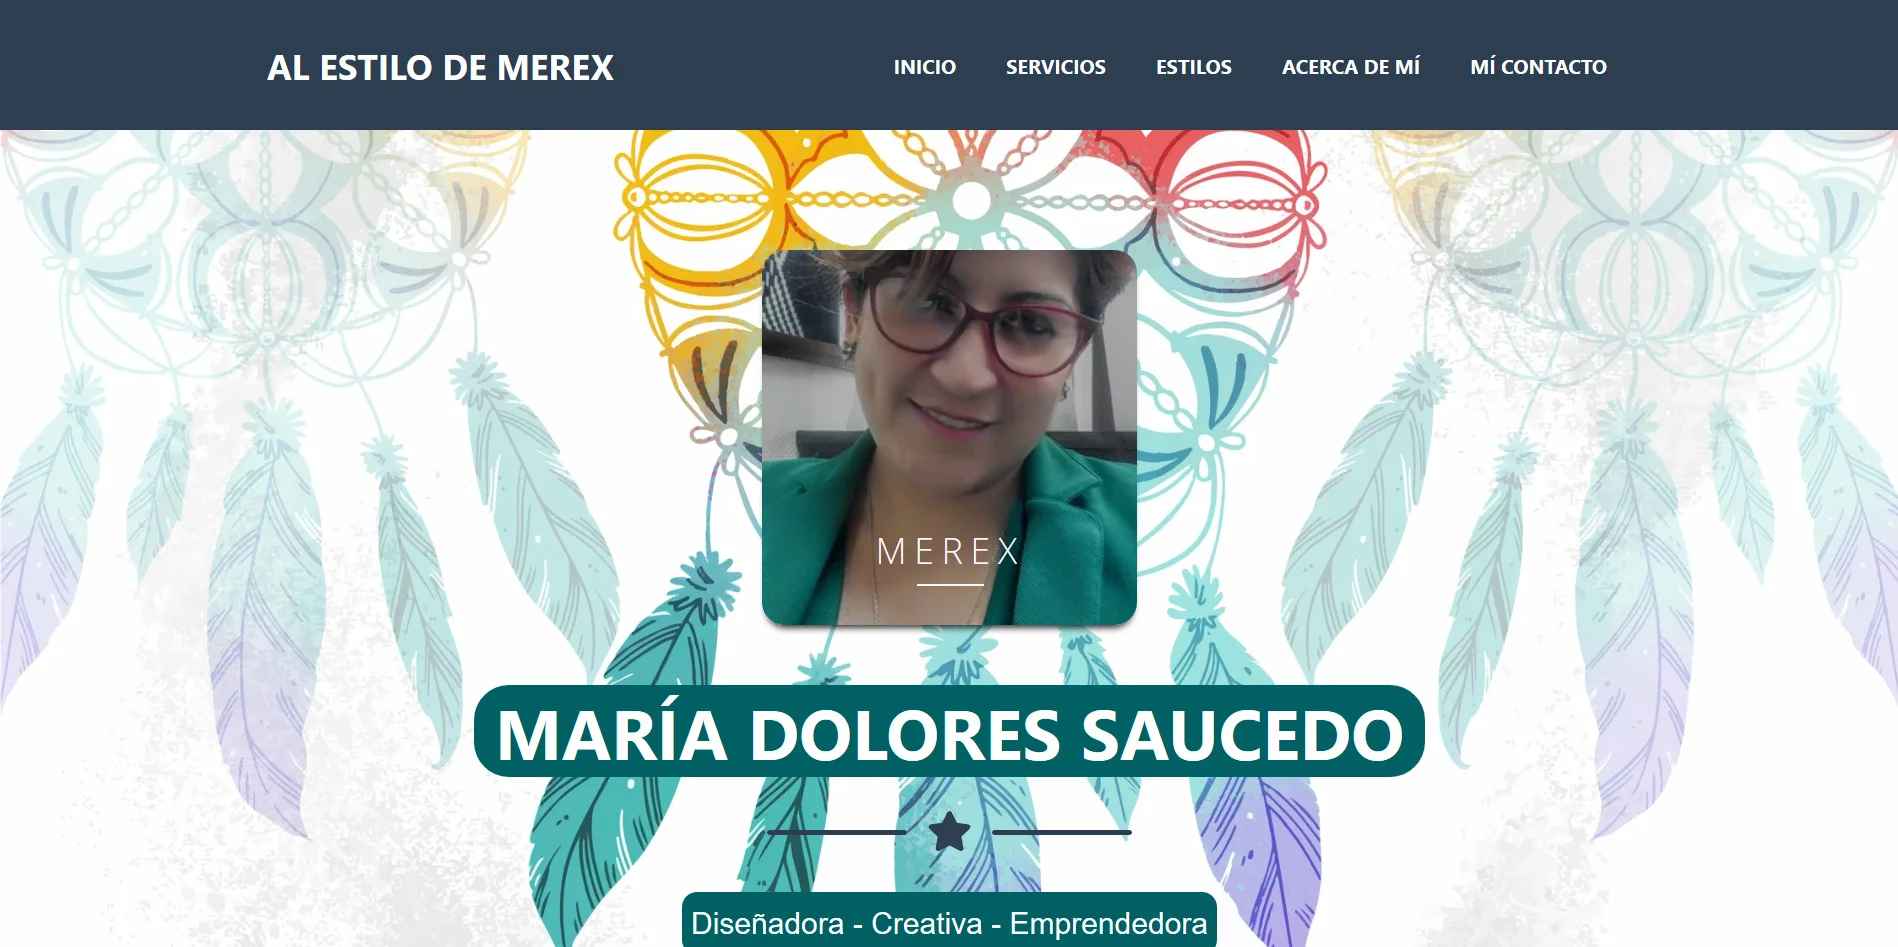 AL ESTILO DE MEREX
INICIO SERVICIOS ESTILOS ACERCA DE MÍ MÍ CONTACTO
MEREX
MARÍA DOLORES SAUCEDO
Diseñadora - Creativa - Emprendedora